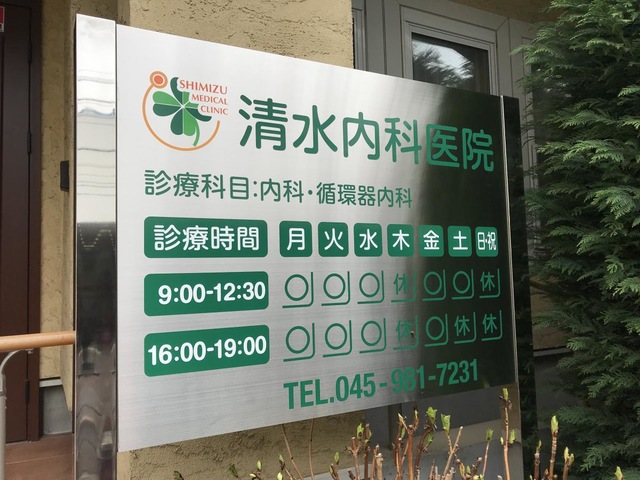 SHIMIZU
MEDICAL
CLINIC
清水内科医院
診療科目:内科・循環器内科
診療時間 月 火 水 木 金 土 日・祝
9:00-12:30 〇 〇 〇 休 〇 〇 休
16:00-19:00 〇 〇 〇 休 〇 休 休
TEL.045-981-7231